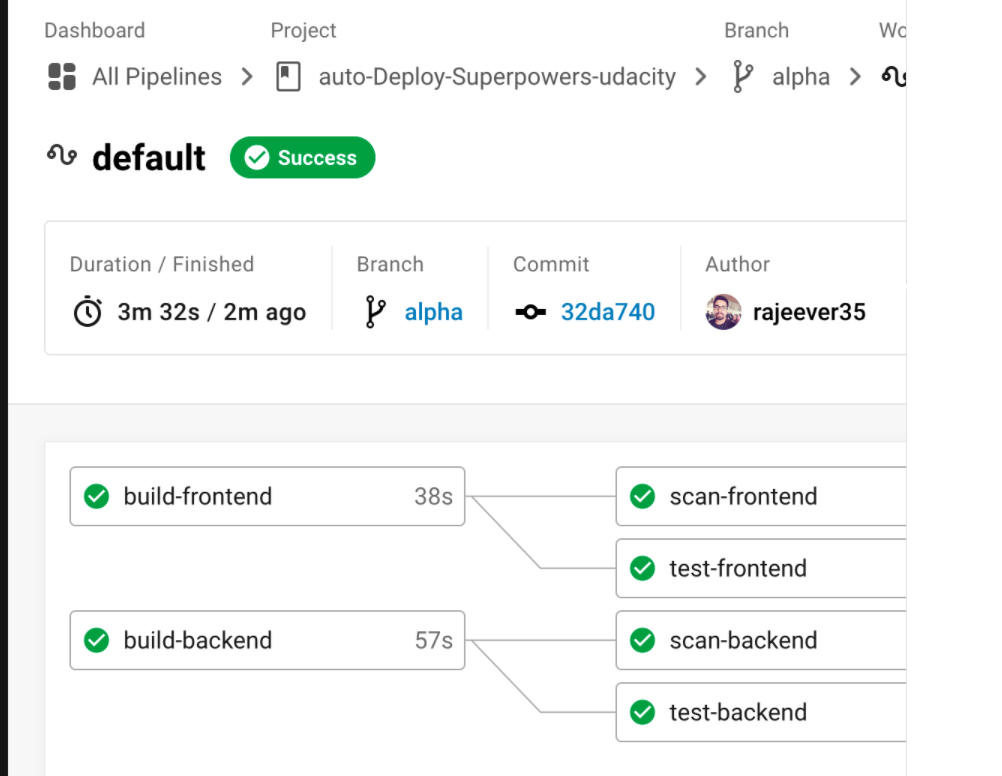 Dashboard Project Branch Wo
All Pipelines auto-Deploy-Superpowers-udacity alpha
default Success
Duration / Finished Branch Commit Author
3m 32s / 2m ago alpha 32da740 rajeever35
build-frontend 38s scan-frontend
test-frontend
build-backend 57s scan-backend
test-backend